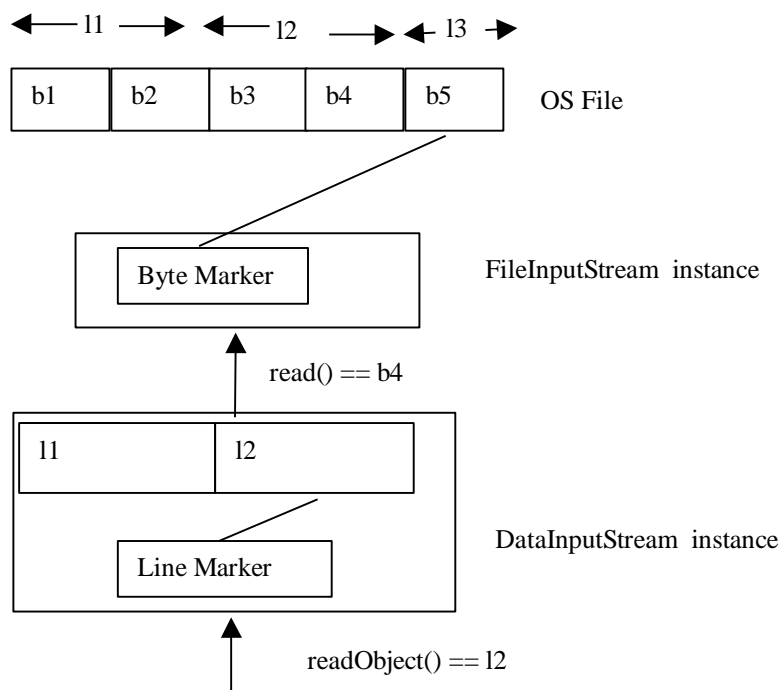 l1 l2 l3
b1 b2 b3 b4 b5 OS File
Byte Marker FileInputStream instance
read() == b4
l1 l2
Line Marker DataInputStream instance
readObject() == l2